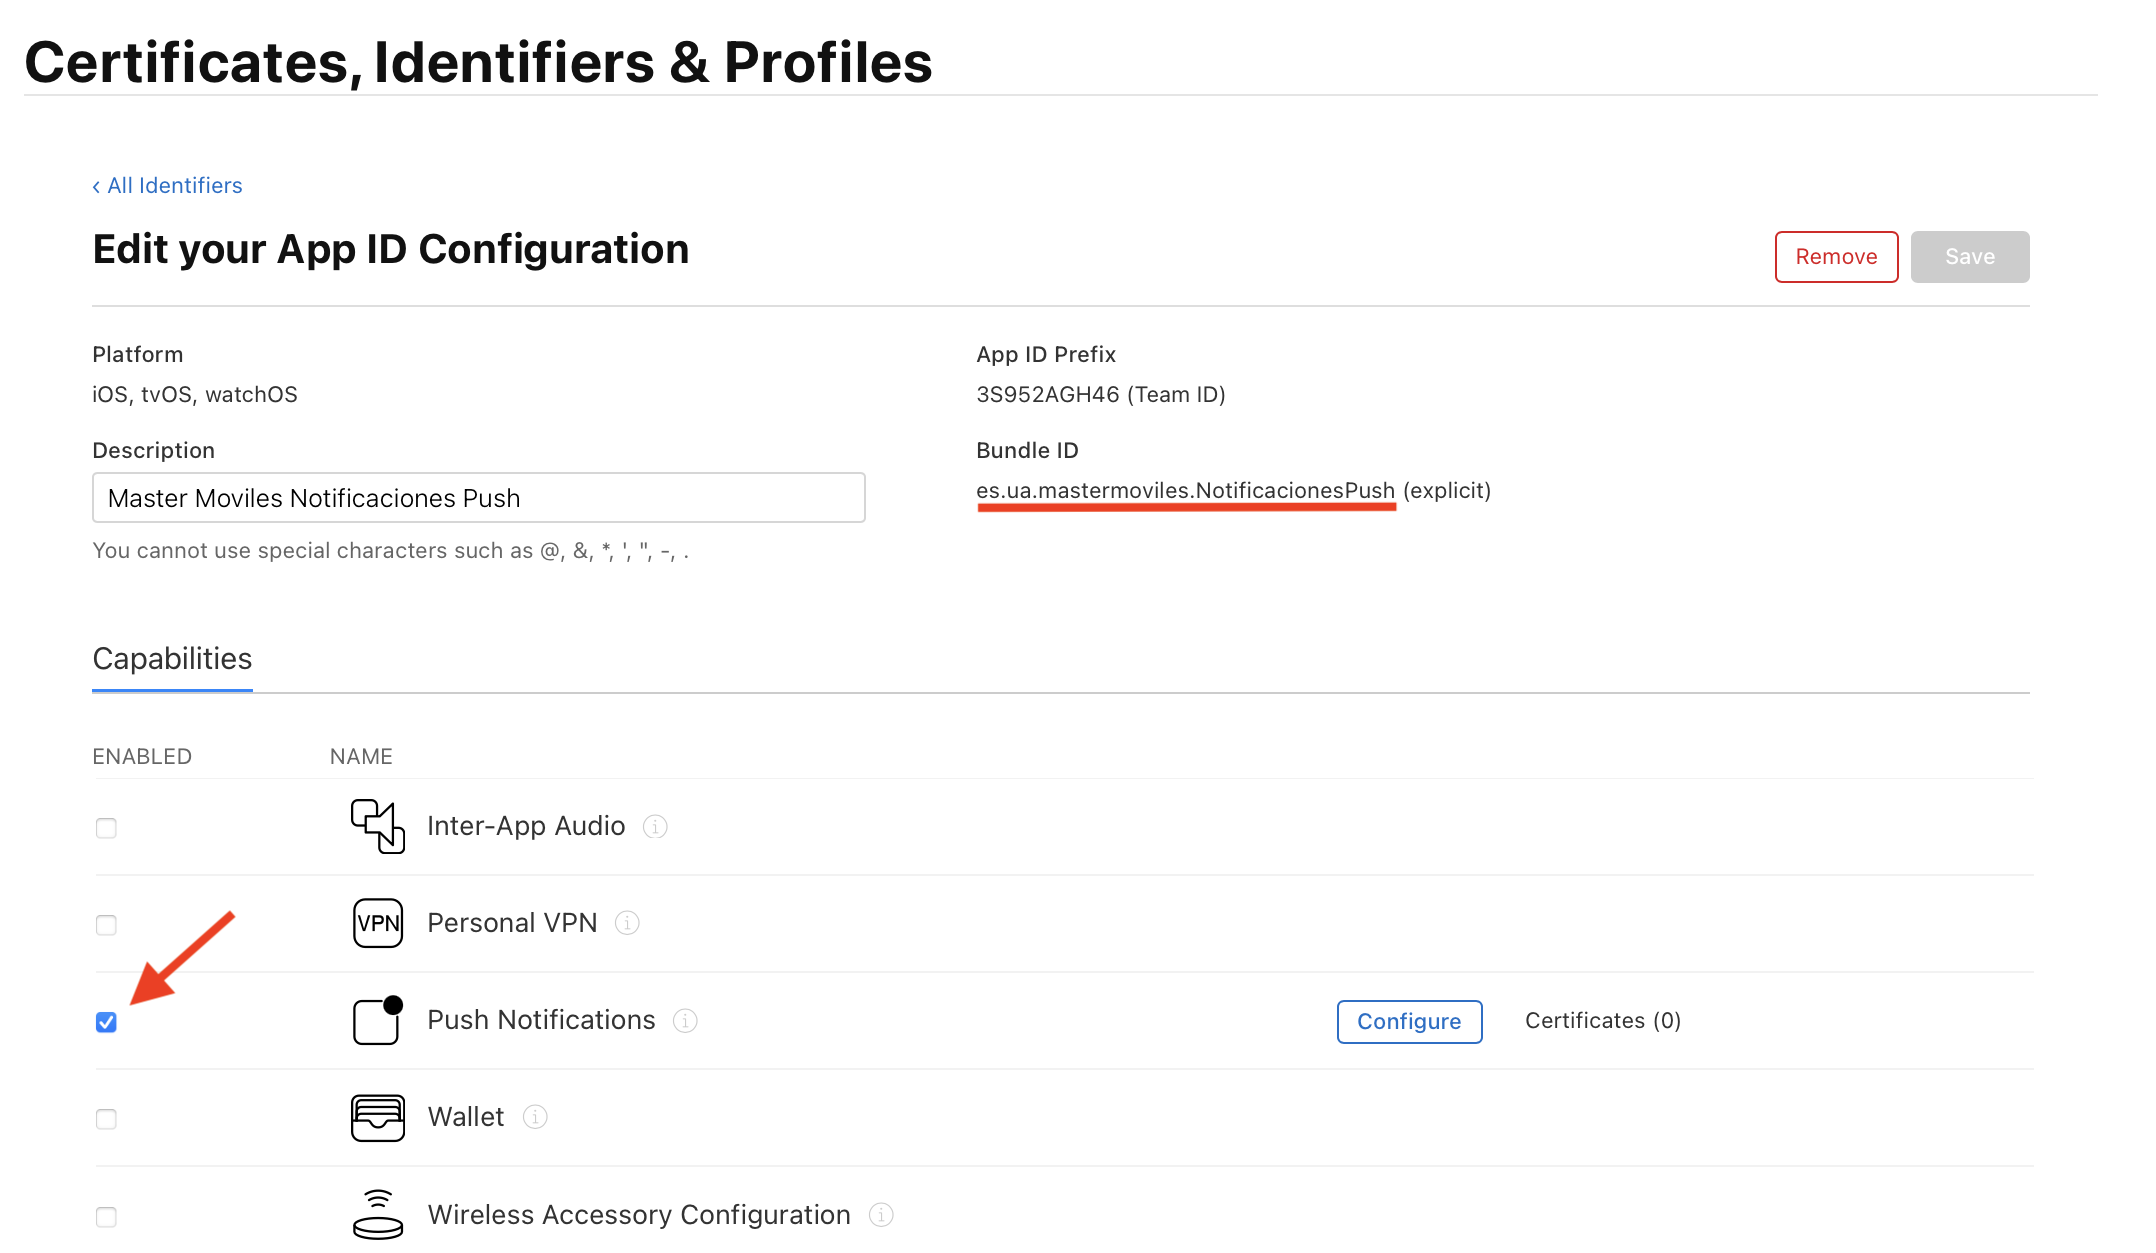 Certificates, Identifiers & Profiles
‹ All Identifiers
Edit your App ID Configuration
Remove
Save
Platform
iOS, tvOS, watchOS
App ID Prefix
3S952AGH46 (Team ID)
Description
Master Moviles Notificaciones Push
You cannot use special characters such as @, &, *, ', ", -, .
Bundle ID
es.ua.mastermoviles.NotificacionesPush (explicit)
Capabilities
ENABLED NAME
Inter-App Audio
VPN Personal VPN
Push Notifications Configure Certificates (0)
Wallet
Wireless Accessory Configuration